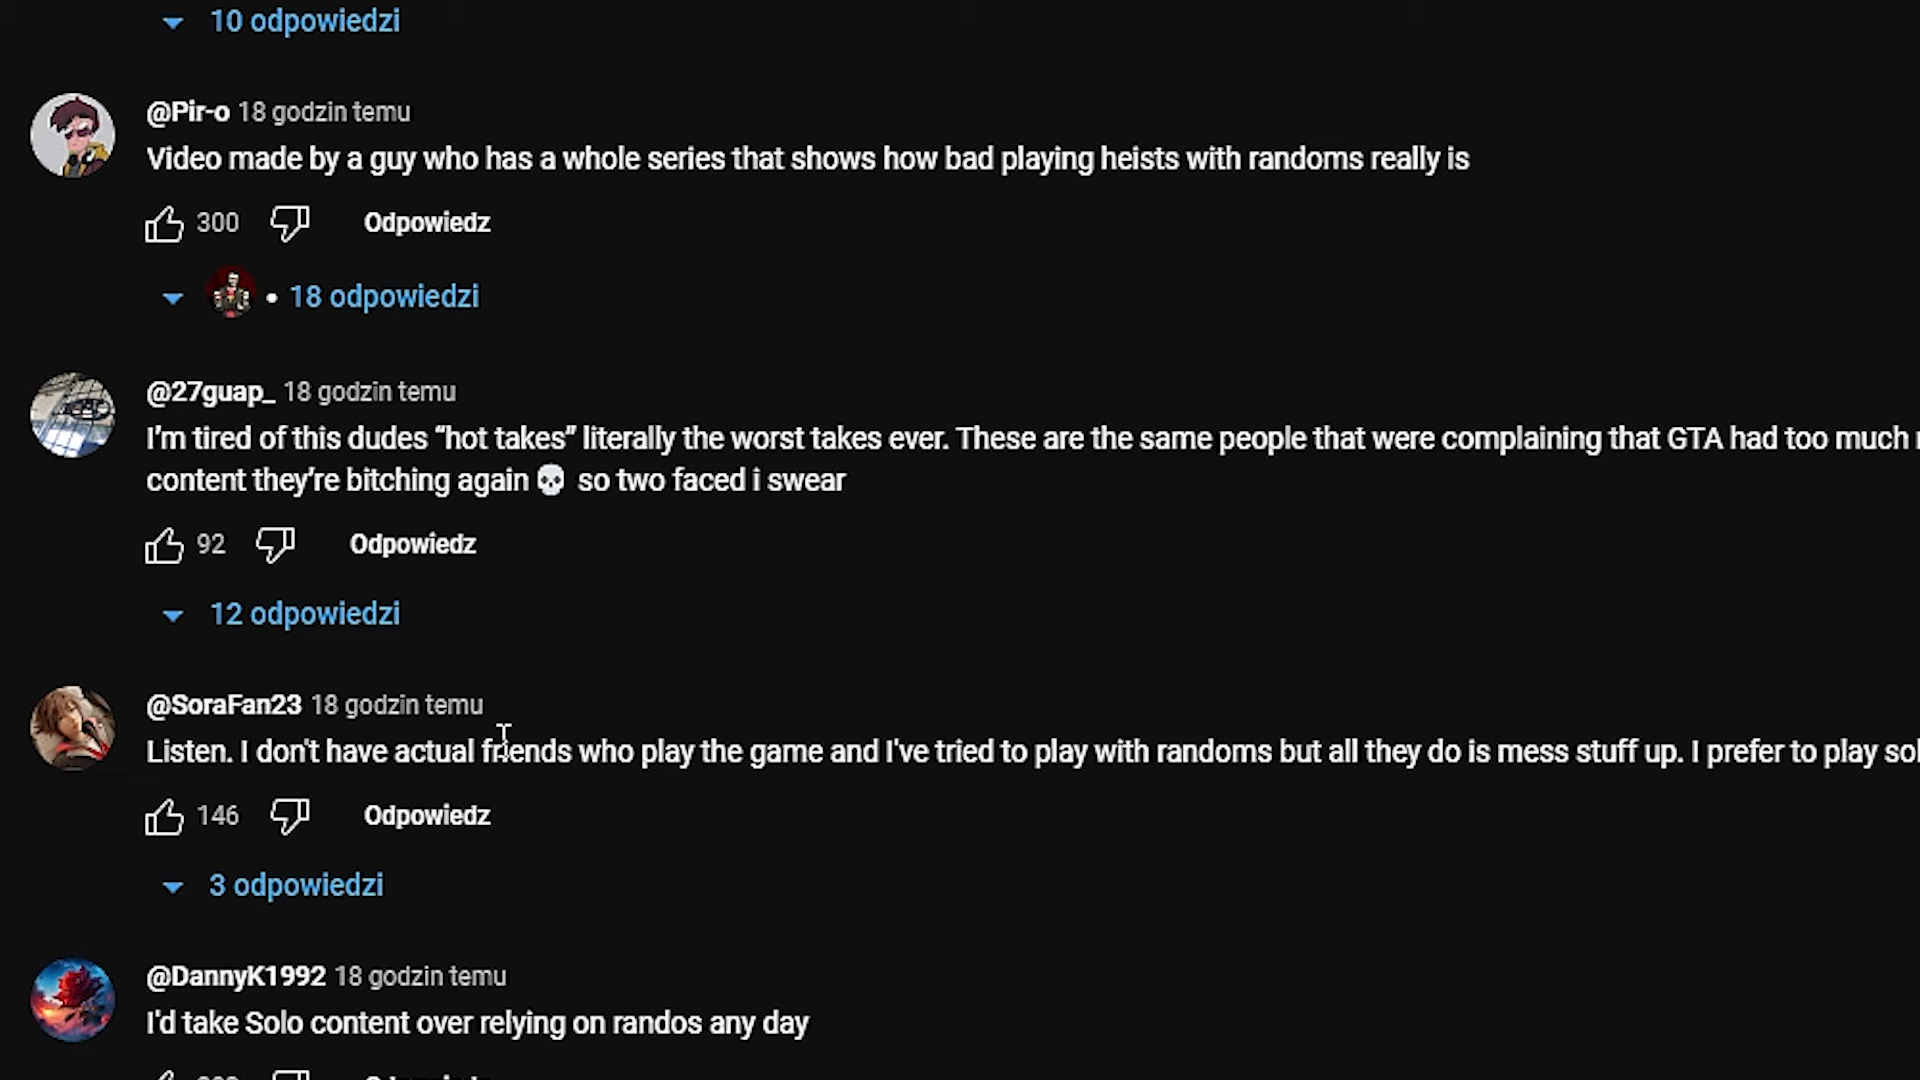 10 odpowiedzi
@Pir-o 18 godzin temu
Video made by a guy who has a whole series that shows how bad playing heists with randoms really is
300 Odpowiedz
• 18 odpowiedzi
@27guap_ 18 godzin temu
I'm tired of this dudes “hot takes” literally the worst takes ever. These are the same people that were complaining that GTA had too much
content they're bitching again 💀 so two faced i swear
92 Odpowiedz
12 odpowiedzi
@SoraFan23 18 godzin temu
Listen. I don't have actual friends who play the game and I've tried to play with randoms but all they do is mess stuff up. I prefer to play
146 Odpowiedz
3 odpowiedzi
@DannyK1992 18 godzin temu
I'd take Solo content over relying on randos any day